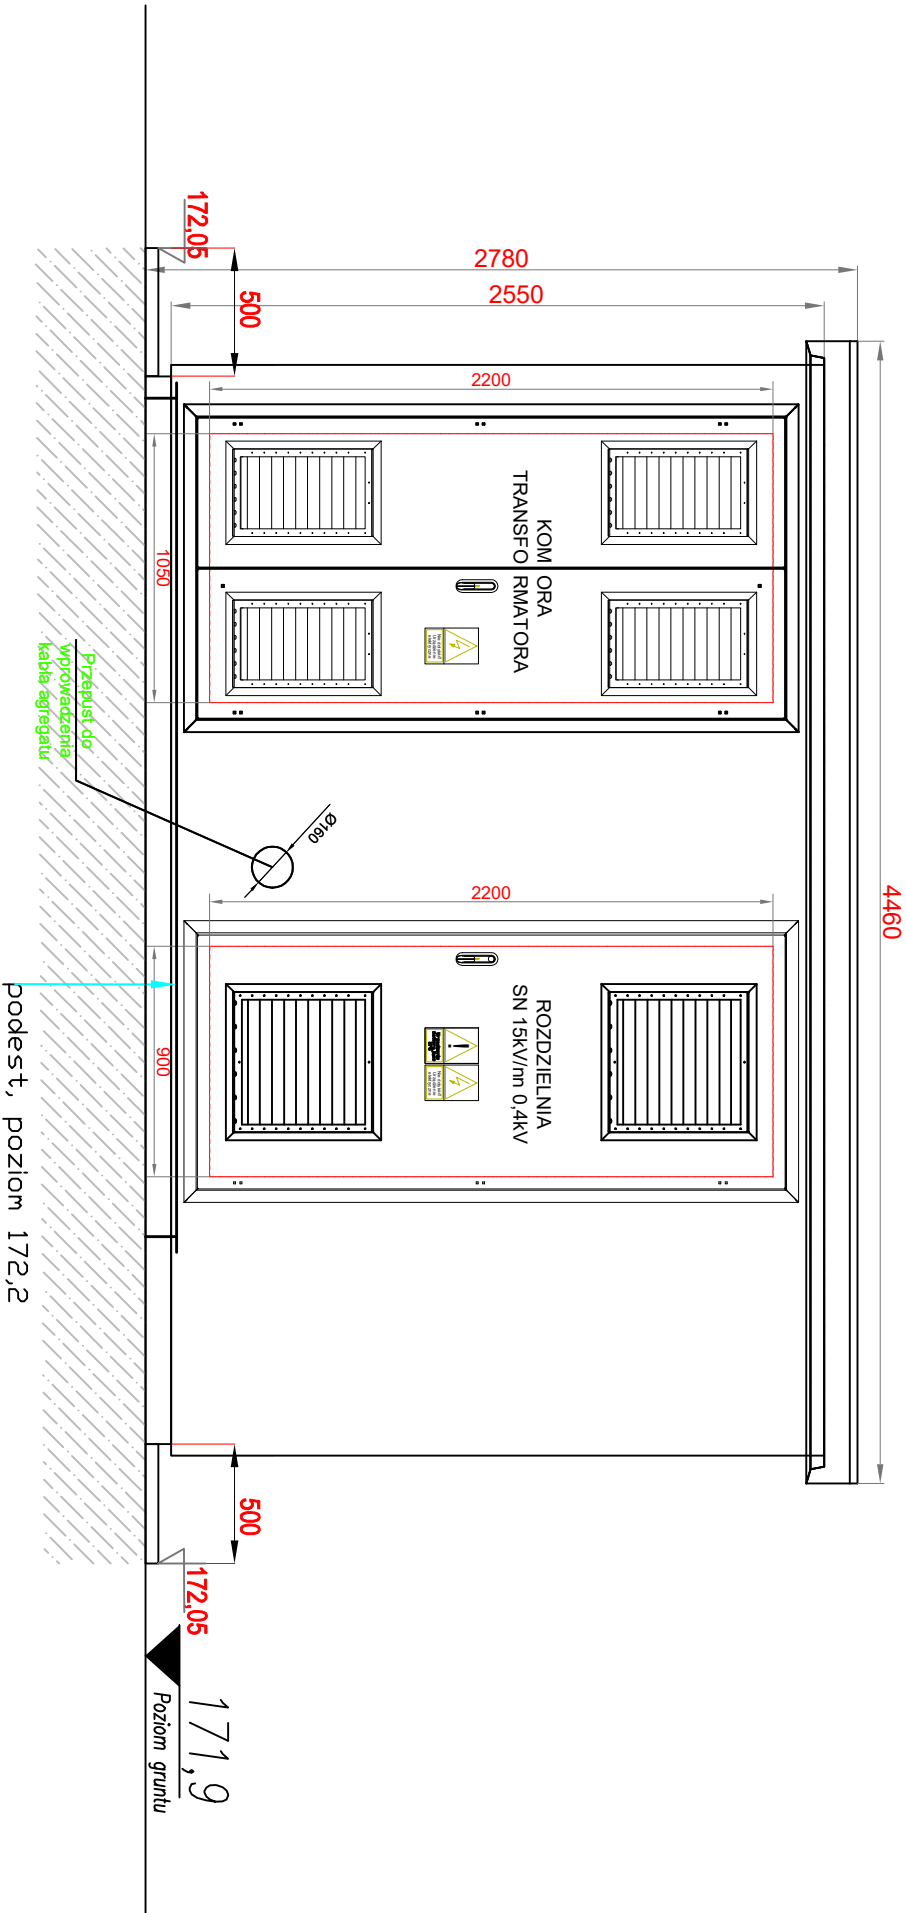 4460
2780
2550
2200
2200
KOMORA
TRANSFORMATORA
ROZDZIELNIA
SN 15kV/nn 0,4kV
Ø160
172,05
500
500
172,05
1050
900
171,9
Poziom gruntu
Przepust do
wprowadzenia
kabla agregatu
podest, poziom 172,2